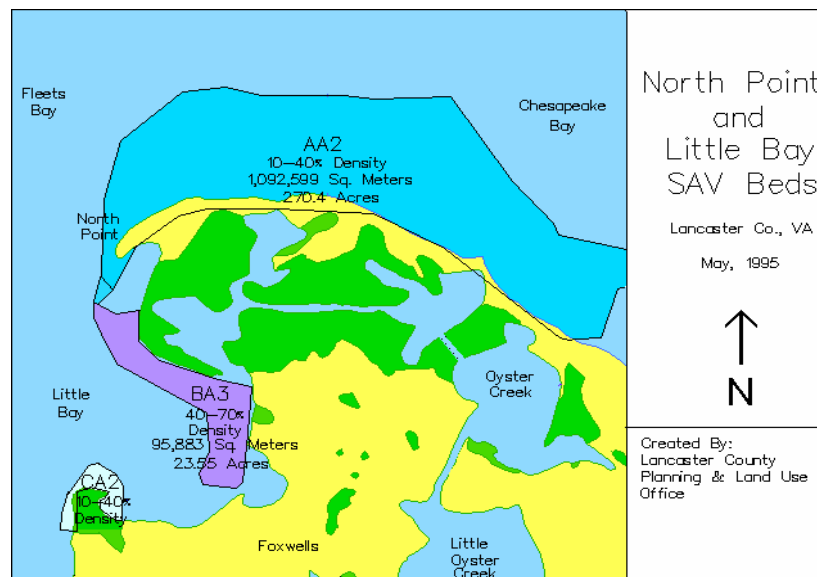 Fleets
Bay
Chesapeake
Bay
AA2
10-40% Density
1,092,599 Sq. Meters
270.4 Acres
North
Point
Little
Bay
BA3
40-70%
Density
95,883 Sq. Meters
23.55 Acres
CA2
10-40%
Density
Oyster
Creek
Foxwells
Little
Oyster
Creek
North Point
and
Little Bay
SAV Beds
Lancaster Co., VA
May, 1995
N
Created By:
Lancaster County
Planning & Land Use
Office